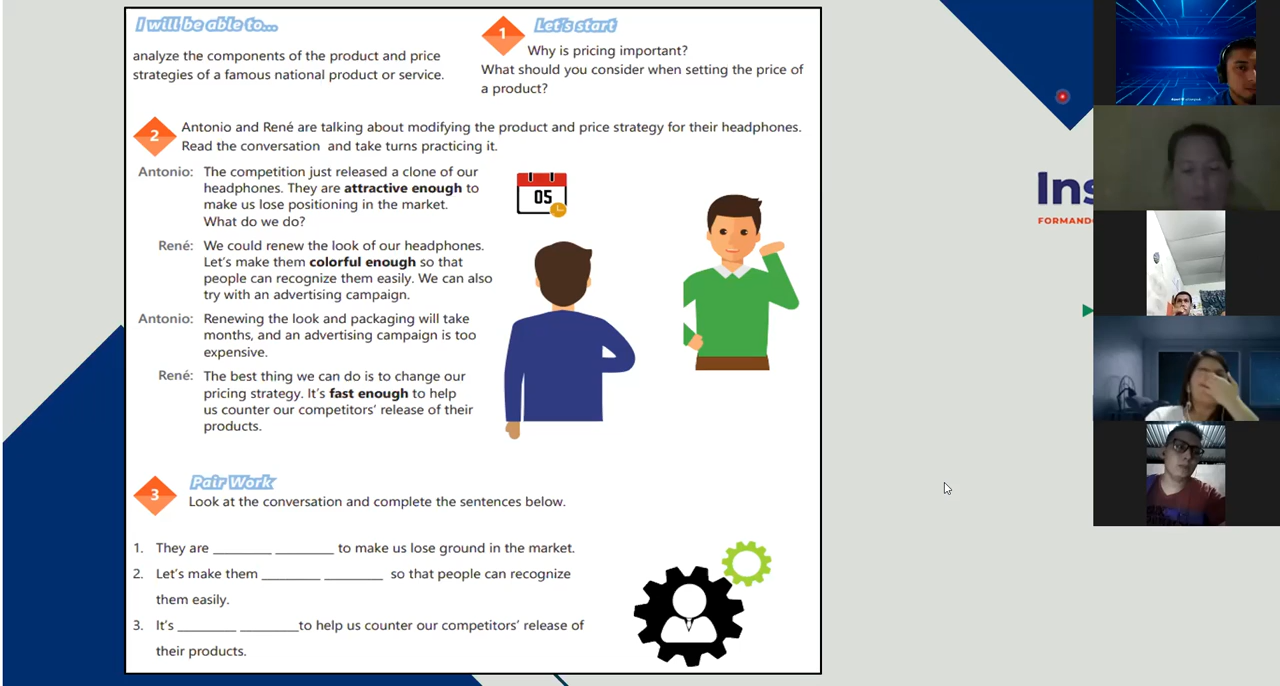 I will be able to...
analyze the components of the product and price
strategies of a famous national product or service.
1
Let's start
Why is pricing important?
What should you consider when setting the price of
a product?
2
Antonio and René are talking about modifying the product and price strategy for their headphones.
Read the conversation and take turns practicing it.
Antonio: The competition just released a clone of our
headphones. They are attractive enough to
make us lose positioning in the market.
What do we do?
René: We could renew the look of our headphones.
Let's make them colorful enough so that
people can recognize them easily. We can also
try with an advertising campaign.
Antonio: Renewing the look and packaging will take
months, and an advertising campaign is too
expensive.
René: The best thing we can do is to change our
pricing strategy. It's fast enough to help
us counter our competitors' release of their
products.
05
3
Pair Work
Look at the conversation and complete the sentences below.
1. They are ________ ________ to make us lose ground in the market.
2. Let's make them ________ ________ so that people can recognize
them easily.
3. It's ________ ________to help us counter our competitors' release of
their products.
Ins
FORMAND